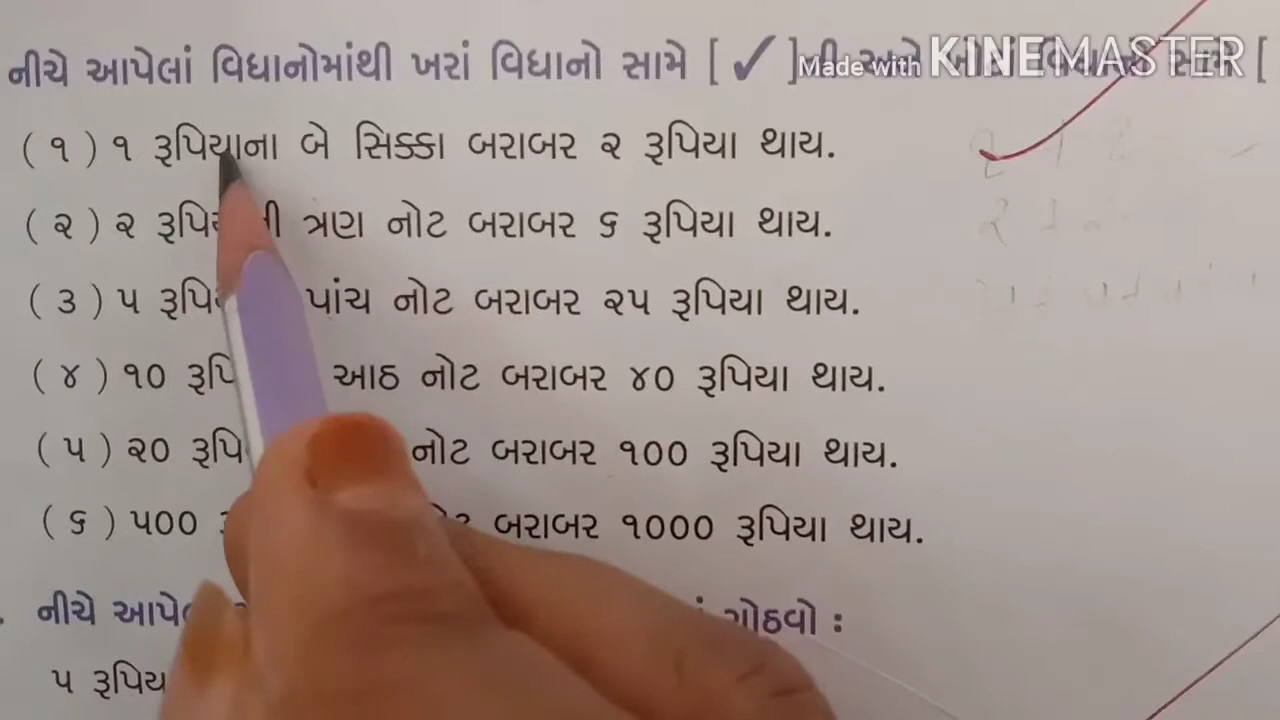 નીચે આપેલાં વિધાનોમાંથી ખરાં વિધાનો સામે [ ✓ ] ની અને ખોટાં વિધાનો સામે [
Made with KINEMASTER
( ૧ ) ૧ રૂપિયાના બે સિક્કા બરાબર ૨ રૂપિયા થાય.
( ૨ ) ૨ ત્રણ નોટ બરાબર ૬ રૂપિયા થાય.
( ૩ ) ૫ પાંચ નોટ બરાબર ૨૫ રૂપિયા થાય.
( ૪ ) ૧૦ આઠ નોટ બરાબર ૪૦ રૂપિયા થાય.
( ૫ ) ૨૦ નોટ બરાબર ૧૦૦ રૂપિયા થાય.
( ૬ ) ૫૦૦ બરાબર ૧૦૦૦ રૂપિયા થાય.
નીચે ગોઠવો :
૫